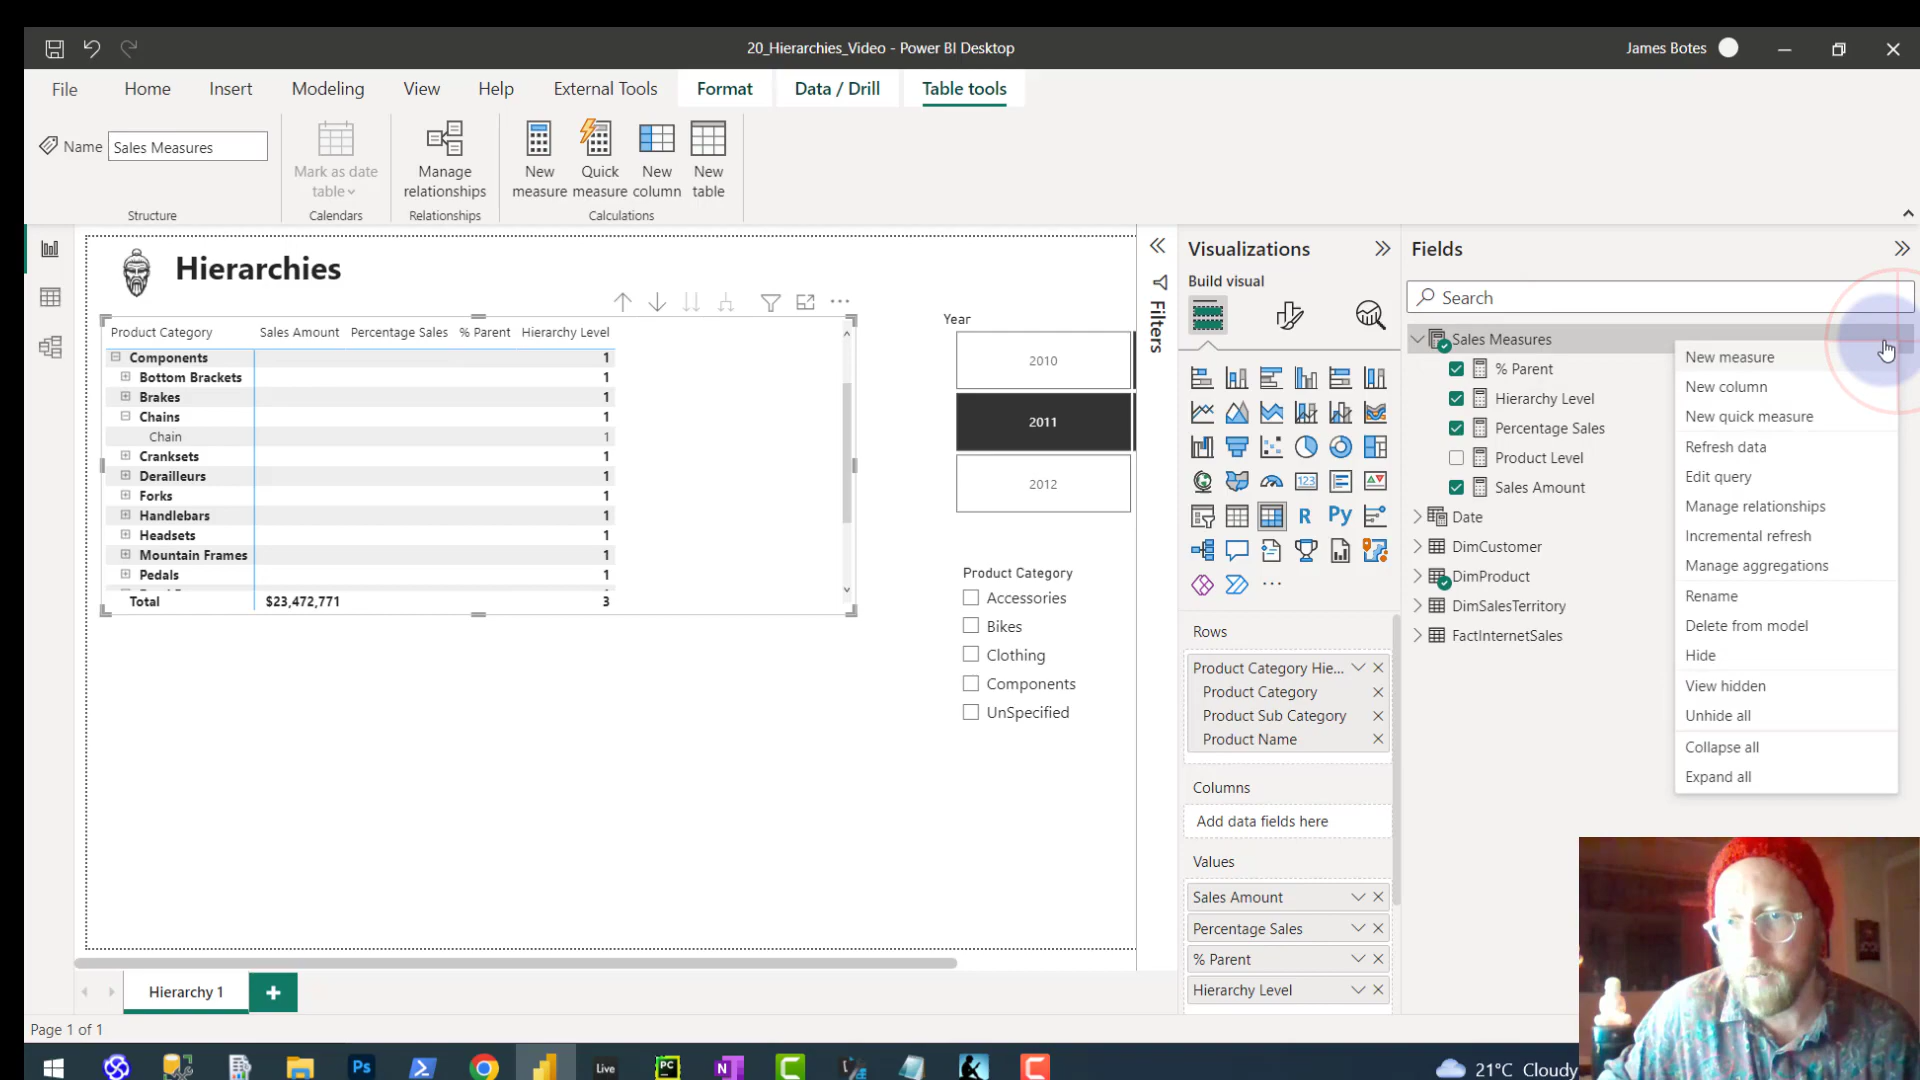 20_Hierarchies_Video - Power BI Desktop
James Botes
File
Home
Insert
Modeling
View
Help
External Tools
Format
Data / Drill
Table tools
Name
Sales Measures
Mark as date
table
Manage
relationships
New
measure
Quick
measure
New
column
New
table
Structure
Calendars
Relationships
Calculations
Hierarchies
Product Category Sales Amount Percentage Sales % Parent Hierarchy Level
Components 1
Bottom Brackets 1
Brakes 1
Chains 1
Chain 1
Cranksets 1
Derailleurs 1
Forks 1
Handlebars 1
Headsets 1
Mountain Frames 1
Pedals 1
Total $23,472,771 3
Year
2010
2011
2012
Product Category
Accessories
Bikes
Clothing
Components
UnSpecified
Filters
Visualizations
Build visual
123
R
Py
Rows
Product Category Hie...
Product Category
Product Sub Category
Product Name
Columns
Add data fields here
Values
Sales Amount
Percentage Sales
% Parent
Hierarchy Level
Fields
Search
Sales Measures
% Parent
Hierarchy Level
Percentage Sales
Product Level
Sales Amount
Date
DimCustomer
DimProduct
DimSalesTerritory
FactInternetSales
New measure
New column
New quick measure
Refresh data
Edit query
Manage relationships
Incremental refresh
Manage aggregations
Rename
Delete from model
Hide
View hidden
Unhide all
Collapse all
Expand all
Hierarchy 1
Page 1 of 1
Ps
Live
PC
N
C
C
21°C Cloudy